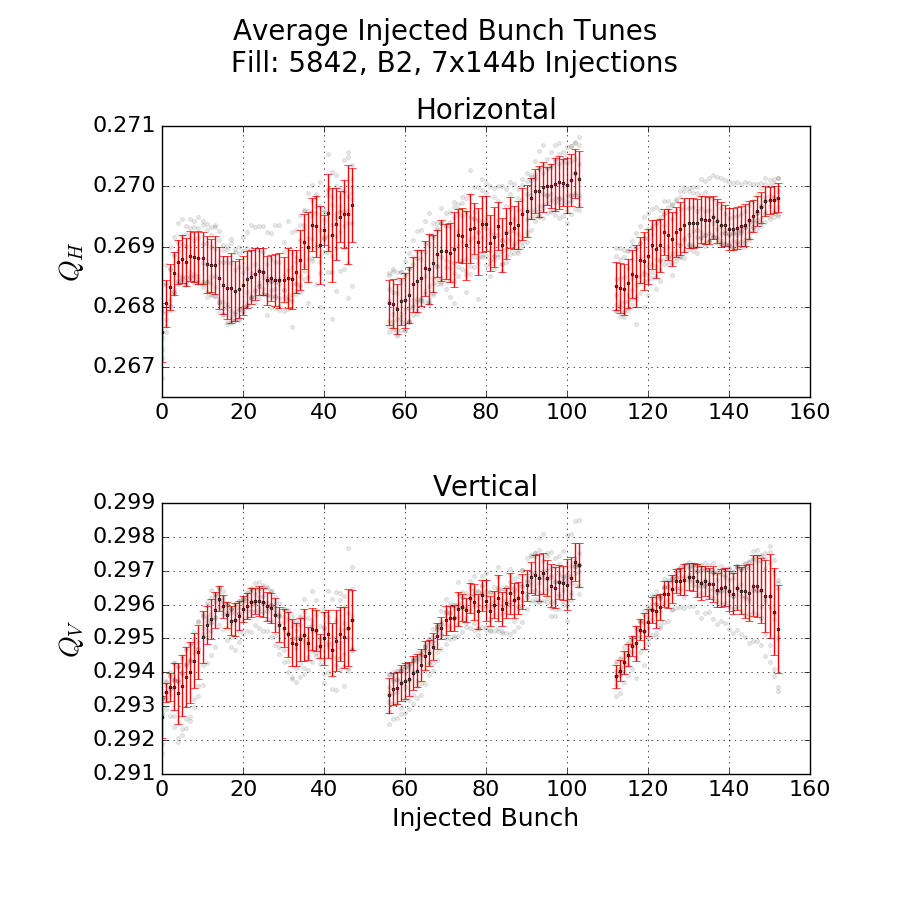 Average Injected Bunch Tunes
Fill: 5842, B2, 7x144b Injections
Horizontal
0.271
0.270
0.269
0.268
0.267
Q_H
0 20 40 60 80 100 120 140 160
Vertical
0.299
0.298
0.297
0.296
0.295
0.294
0.293
0.292
0.291
Q_V
0 20 40 60 80 100 120 140 160
Injected Bunch